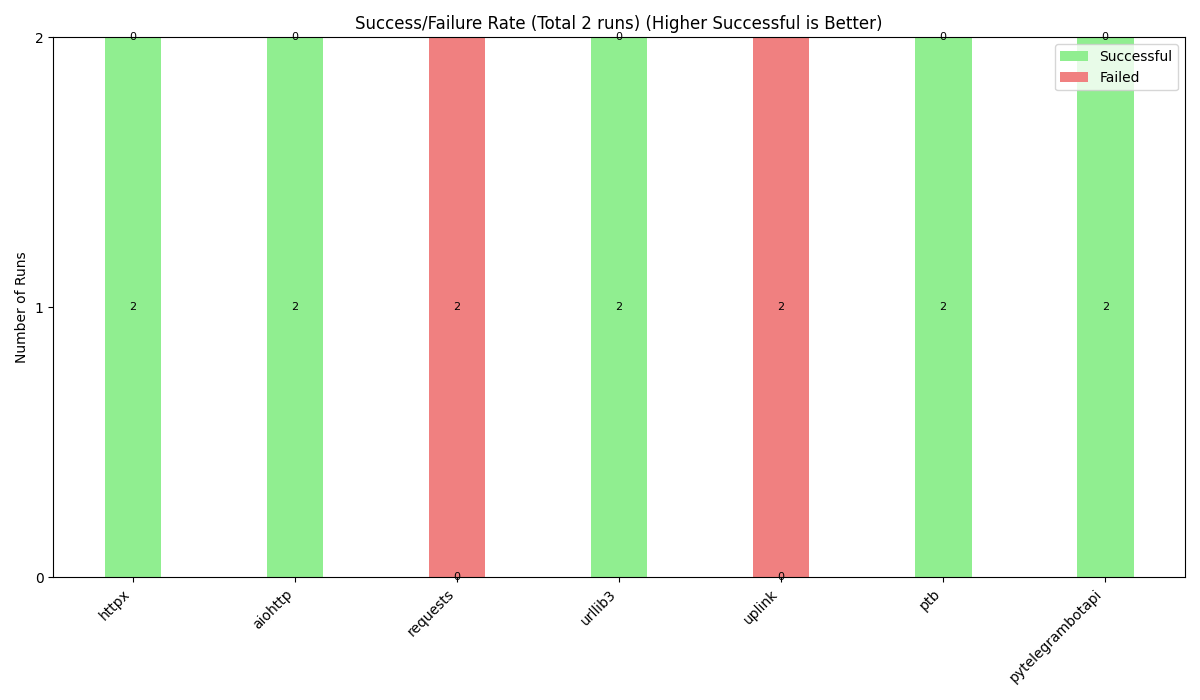 Success/Failure Rate (Total 2 runs) (Higher Successful is Better)
Number of Runs
2
1
0
0 0 0 0 0
2 2 2 2 2 2 2
0 0
Successful
Failed
httpx
aiohttp
requests
urllib3
uplink
ptb
pytelegrambotapi